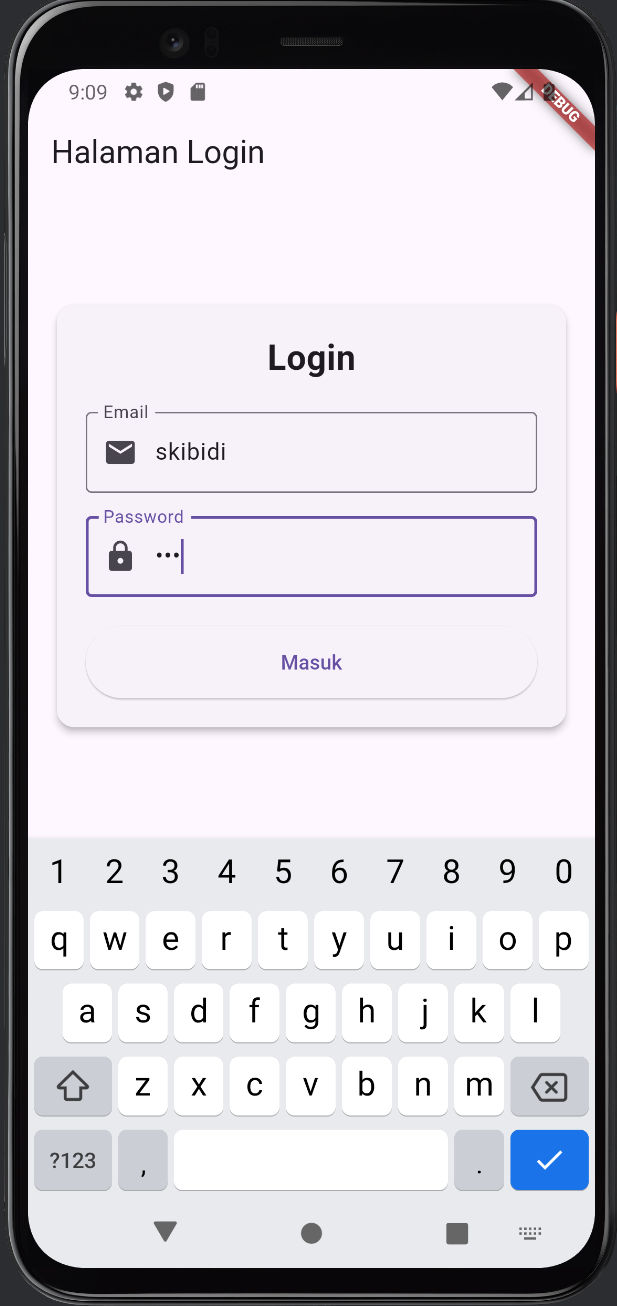 9:09
DEBUG
Halaman Login
Login
Email
skibidi
Password
•••
Masuk
1 2 3 4 5 6 7 8 9 0
q w e r t y u i o p
a s d f g h j k l
z x c v b n m
?123 , .